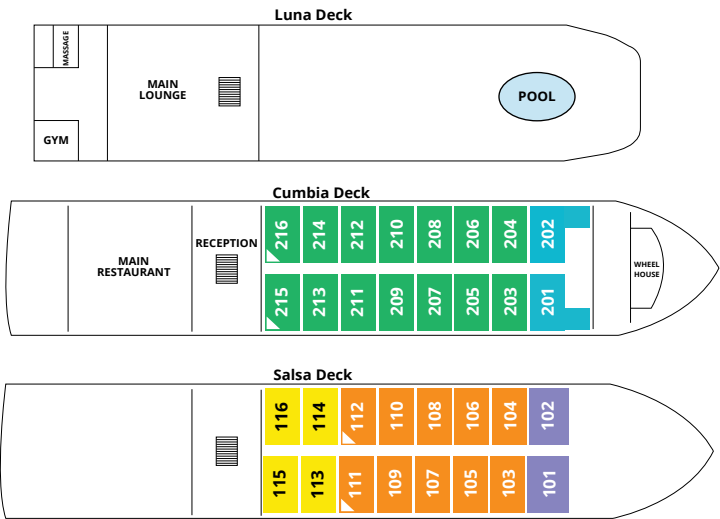 Luna Deck
MASSAGE
MAIN
LOUNGE
POOL
GYM
Cumbia Deck
216 214 212 210 208 206 204 202
RECEPTION
MAIN
RESTAURANT
WHEEL
HOUSE
215 213 211 209 207 205 203 201
Salsa Deck
116 114 112 110 108 106 104 102
115 113 111 109 107 105 103 101